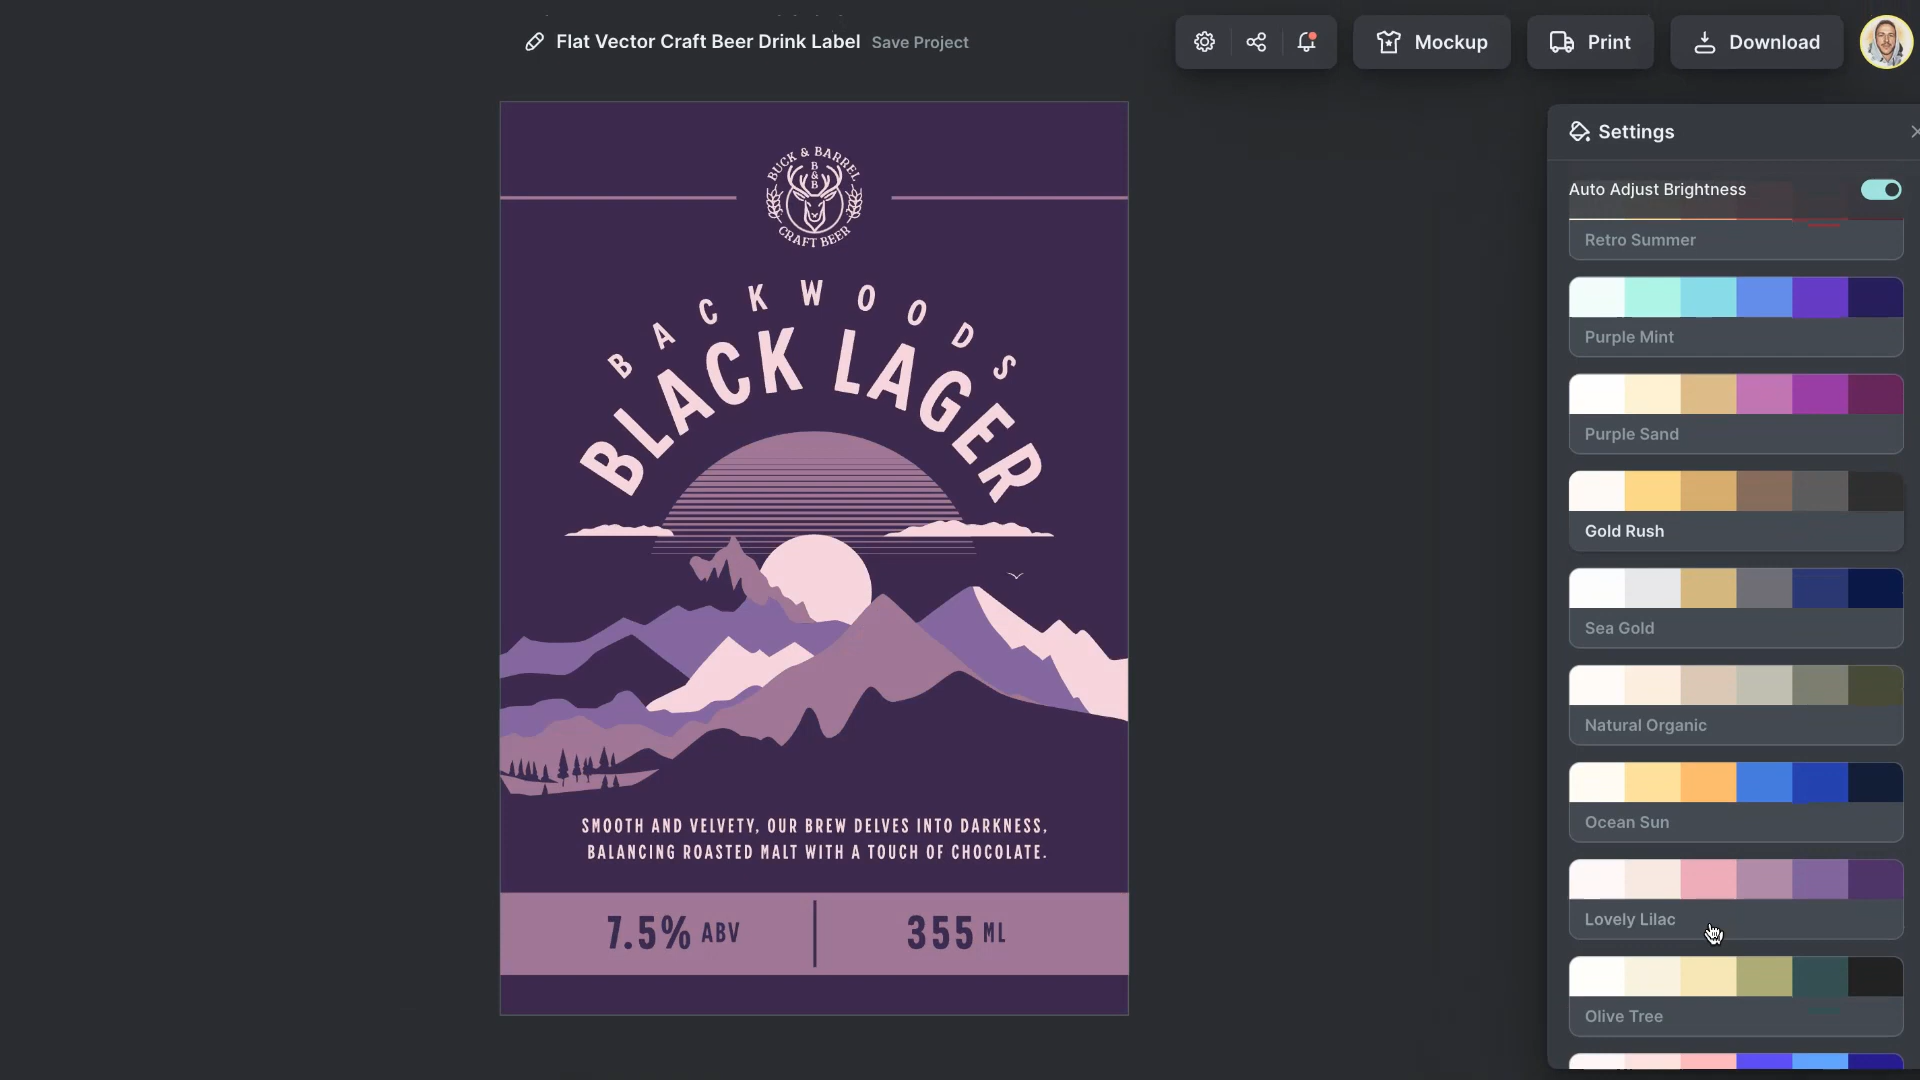 Flat Vector Craft Beer Drink Label Save Project
Mockup
Print
Download
Settings
Auto Adjust Brightness
Retro Summer
Purple Mint
Purple Sand
Gold Rush
Sea Gold
Natural Organic
Ocean Sun
Lovely Lilac
Olive Tree
BUCK & BARREL
B
&
B
CRAFT BEER
BACKWOODS
BLACK LAGER
SMOOTH AND VELVETY, OUR BREW DELVES INTO DARKNESS,
BALANCING ROASTED MALT WITH A TOUCH OF CHOCOLATE.
7.5% ABV
355 ML